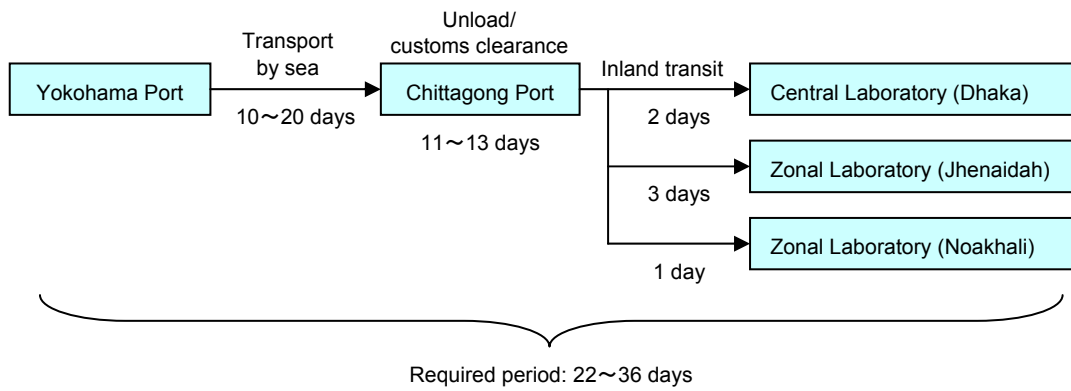 Unload/
customs clearance
Transport
by sea
Inland transit
Yokohama Port
Chittagong Port
Central Laboratory (Dhaka)
10～20 days
11～13 days
2 days
Zonal Laboratory (Jhenaidah)
3 days
Zonal Laboratory (Noakhali)
1 day
Required period: 22～36 days